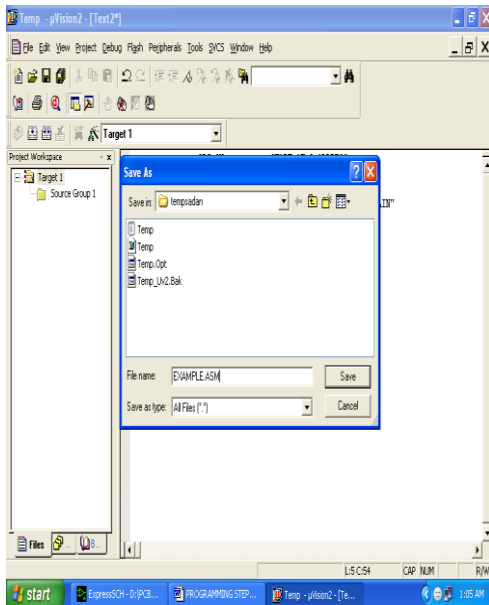 Temp - µVision2 - [Text2*]
File Edit View Project Debug Flash Peripherals Tools SVCS Window Help
Target 1
Project Workspace
Target 1
Source Group 1
Save As
Save in: tempsadan
Temp
Temp
Temp.Opt
Temp_Uv2.Bak
File name: EXAMPLE.ASM
Save
Save as type: All Files (*.*)
Cancel
Files
B...
L:5 C:54 CAP NUM R/W
start
ExpressSCH - D:\PCB...
PROGRAMMING STEP...
Temp - µVision2 - [Te...
1:05 AM